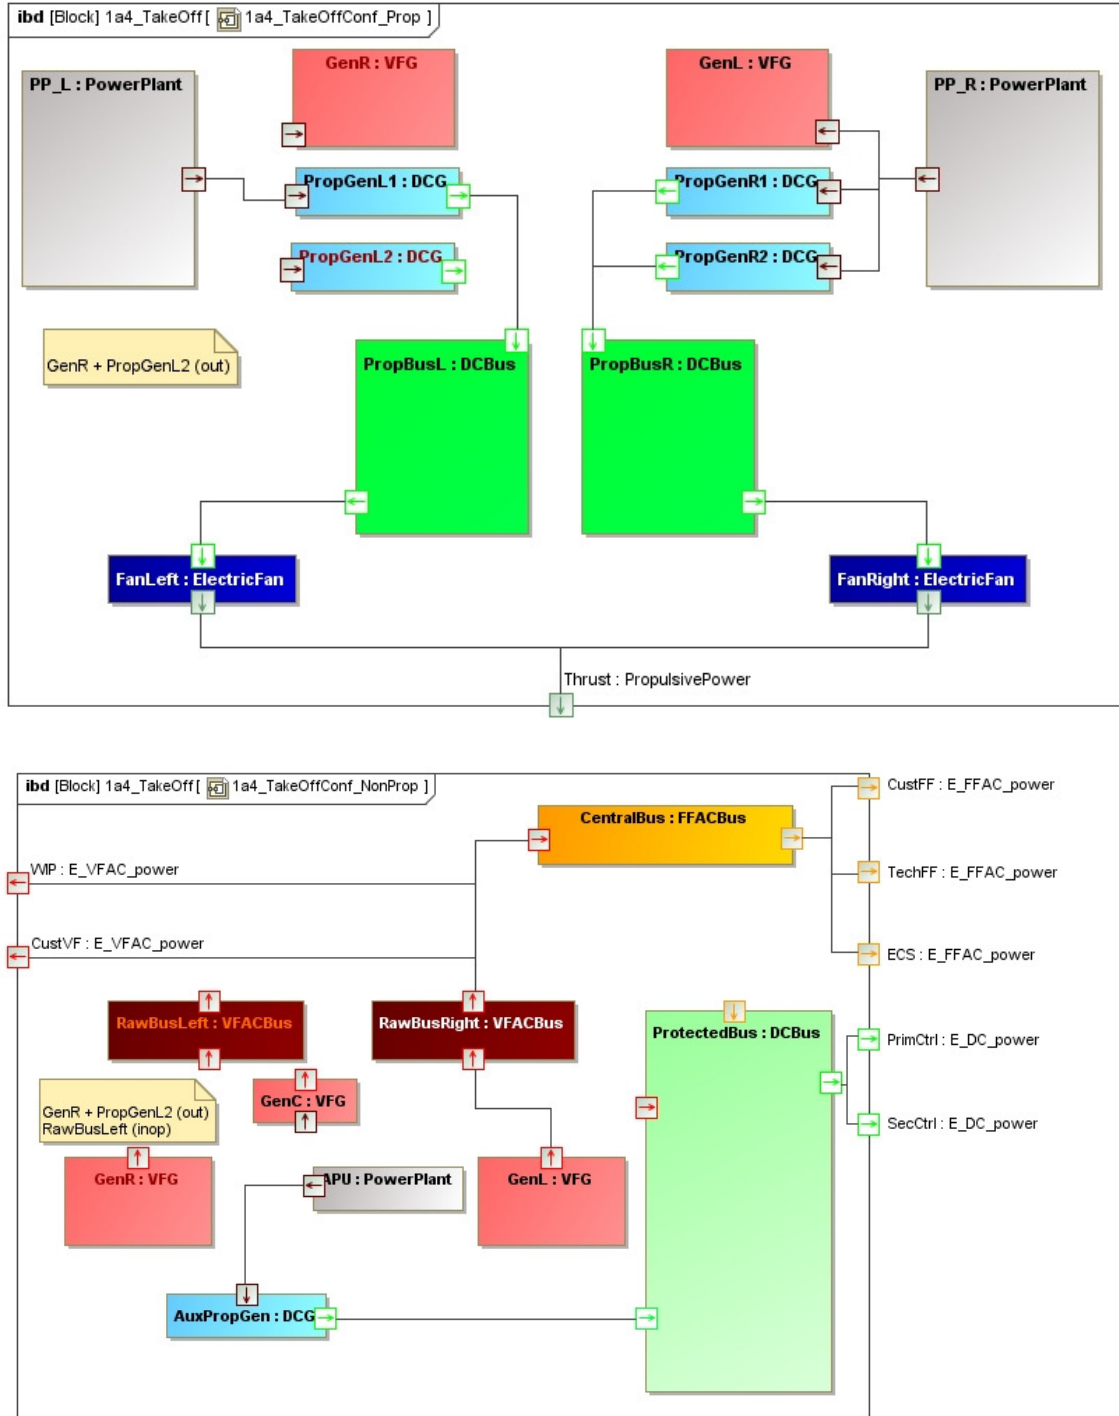 ibd [Block] 1a4_TakeOff [ 1a4_TakeOffConf_Prop ]
PP_L : PowerPlant
GenR : VFG
GenL : VFG
PP_R : PowerPlant
PropGenL1 : DCG
PropGenR1 : DCG
PropGenL2 : DCG
PropGenR2 : DCG
GenR + PropGenL2 (out)
PropBusL : DCBus
PropBusR : DCBus
FanLeft : ElectricFan
FanRight : ElectricFan
Thrust : PropulsivePower
ibd [Block] 1a4_TakeOff [ 1a4_TakeOffConf_NonProp ]
CustFF : E_FFAC_power
CentralBus : FFACBus
WIP : E_VFAC_power
TechFF : E_FFAC_power
CustVF : E_VFAC_power
ECS : E_FFAC_power
RawBusLeft : VFACBus
RawBusRight : VFACBus
ProtectedBus : DCBus
PrimCtrl : E_DC_power
GenC : VFG
GenR + PropGenL2 (out)
RawBusLeft (inop)
SecCtrl : E_DC_power
GenR : VFG
APU : PowerPlant
GenL : VFG
AuxPropGen : DCG